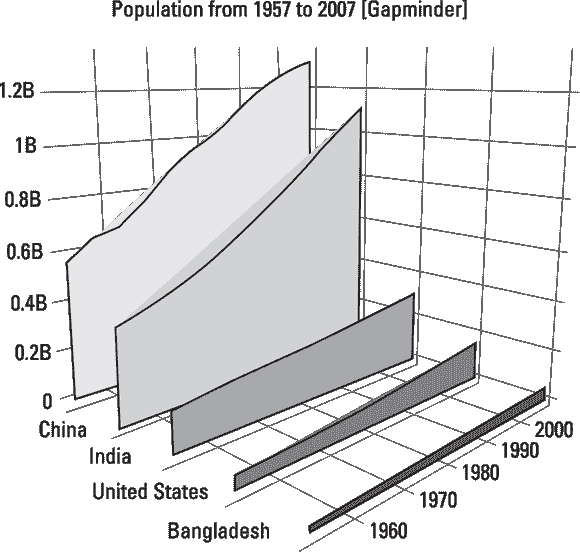 Population from 1957 to 2007 [Gapminder]
1.2B
1B
0.8B
0.6B
0.4B
0.2B
0
China
India
United States
Bangladesh
2000
1990
1980
1970
1960